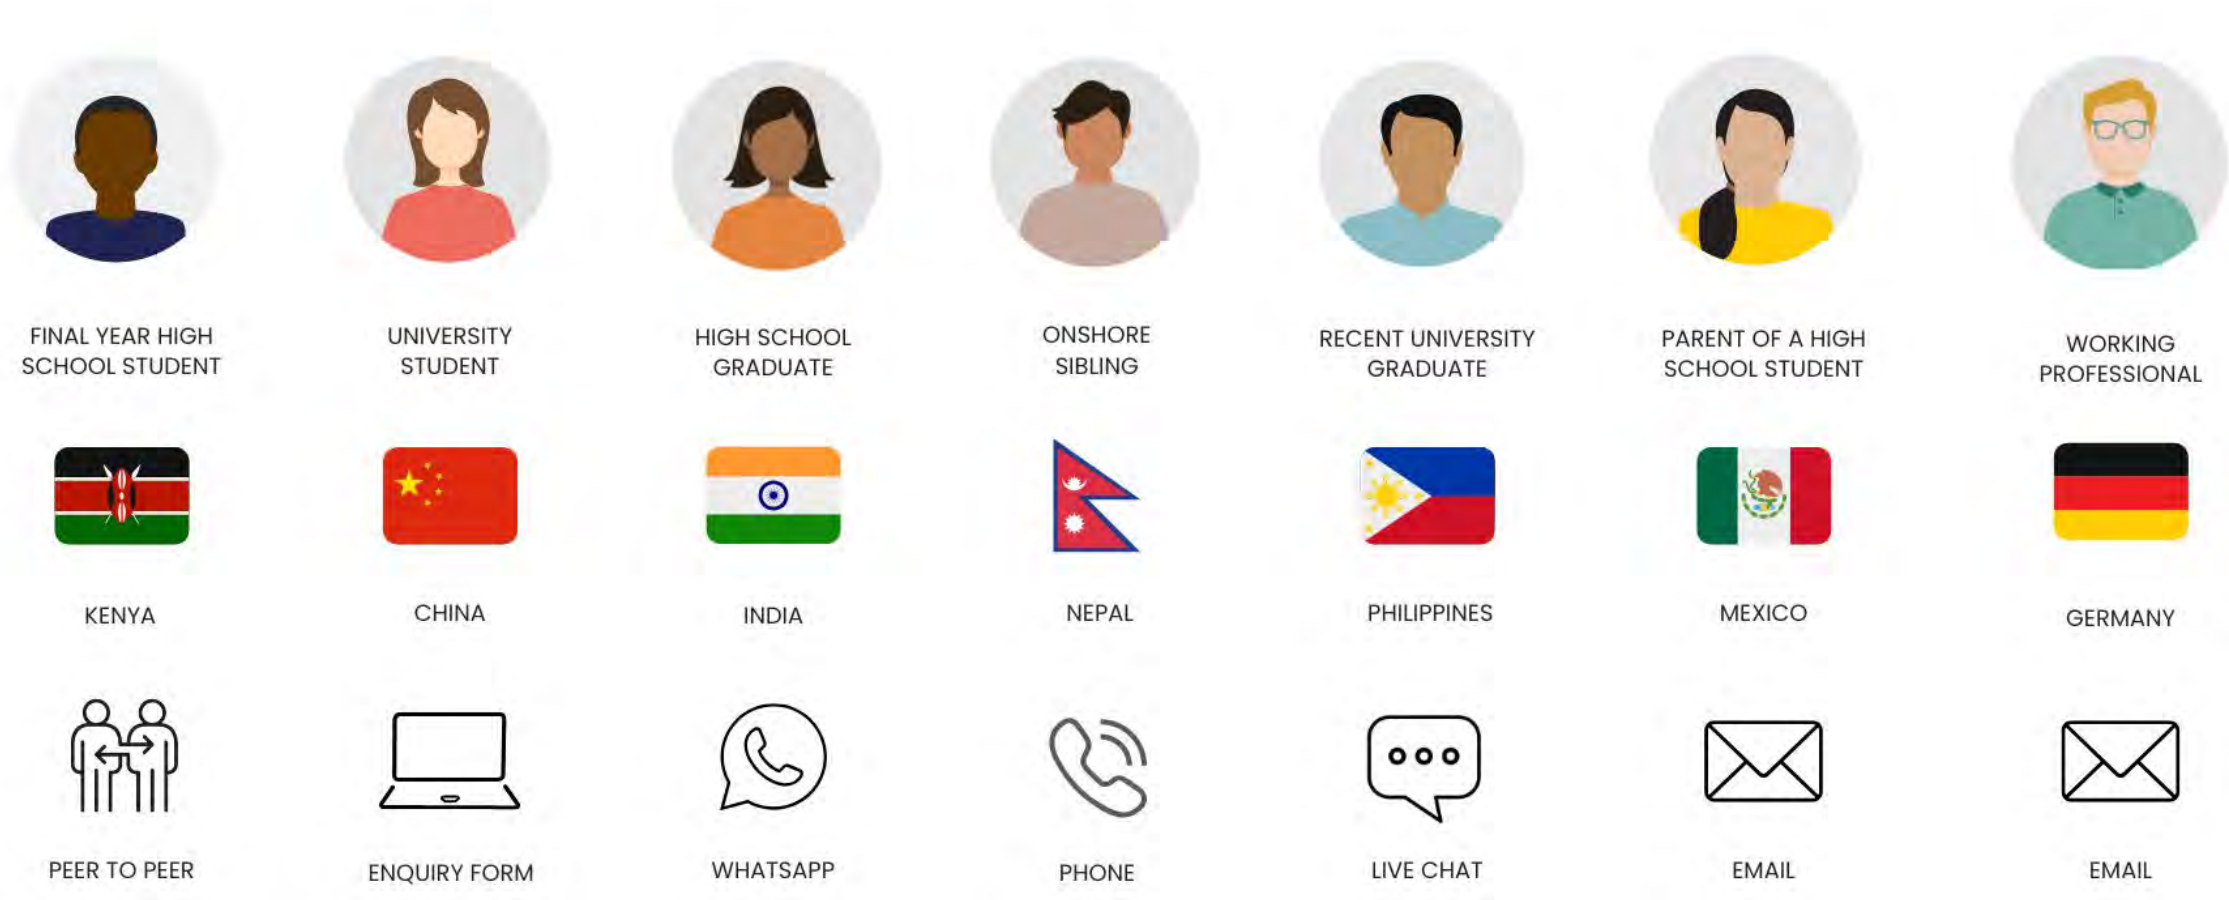 FINAL YEAR HIGH
SCHOOL STUDENT
UNIVERSITY
STUDENT
HIGH SCHOOL
GRADUATE
ONSHORE
SIBLING
RECENT UNIVERSITY
GRADUATE
PARENT OF A HIGH
SCHOOL STUDENT
WORKING
PROFESSIONAL
KENYA
CHINA
INDIA
NEPAL
PHILIPPINES
MEXICO
GERMANY
PEER TO PEER
ENQUIRY FORM
WHATSAPP
PHONE
LIVE CHAT
EMAIL
EMAIL